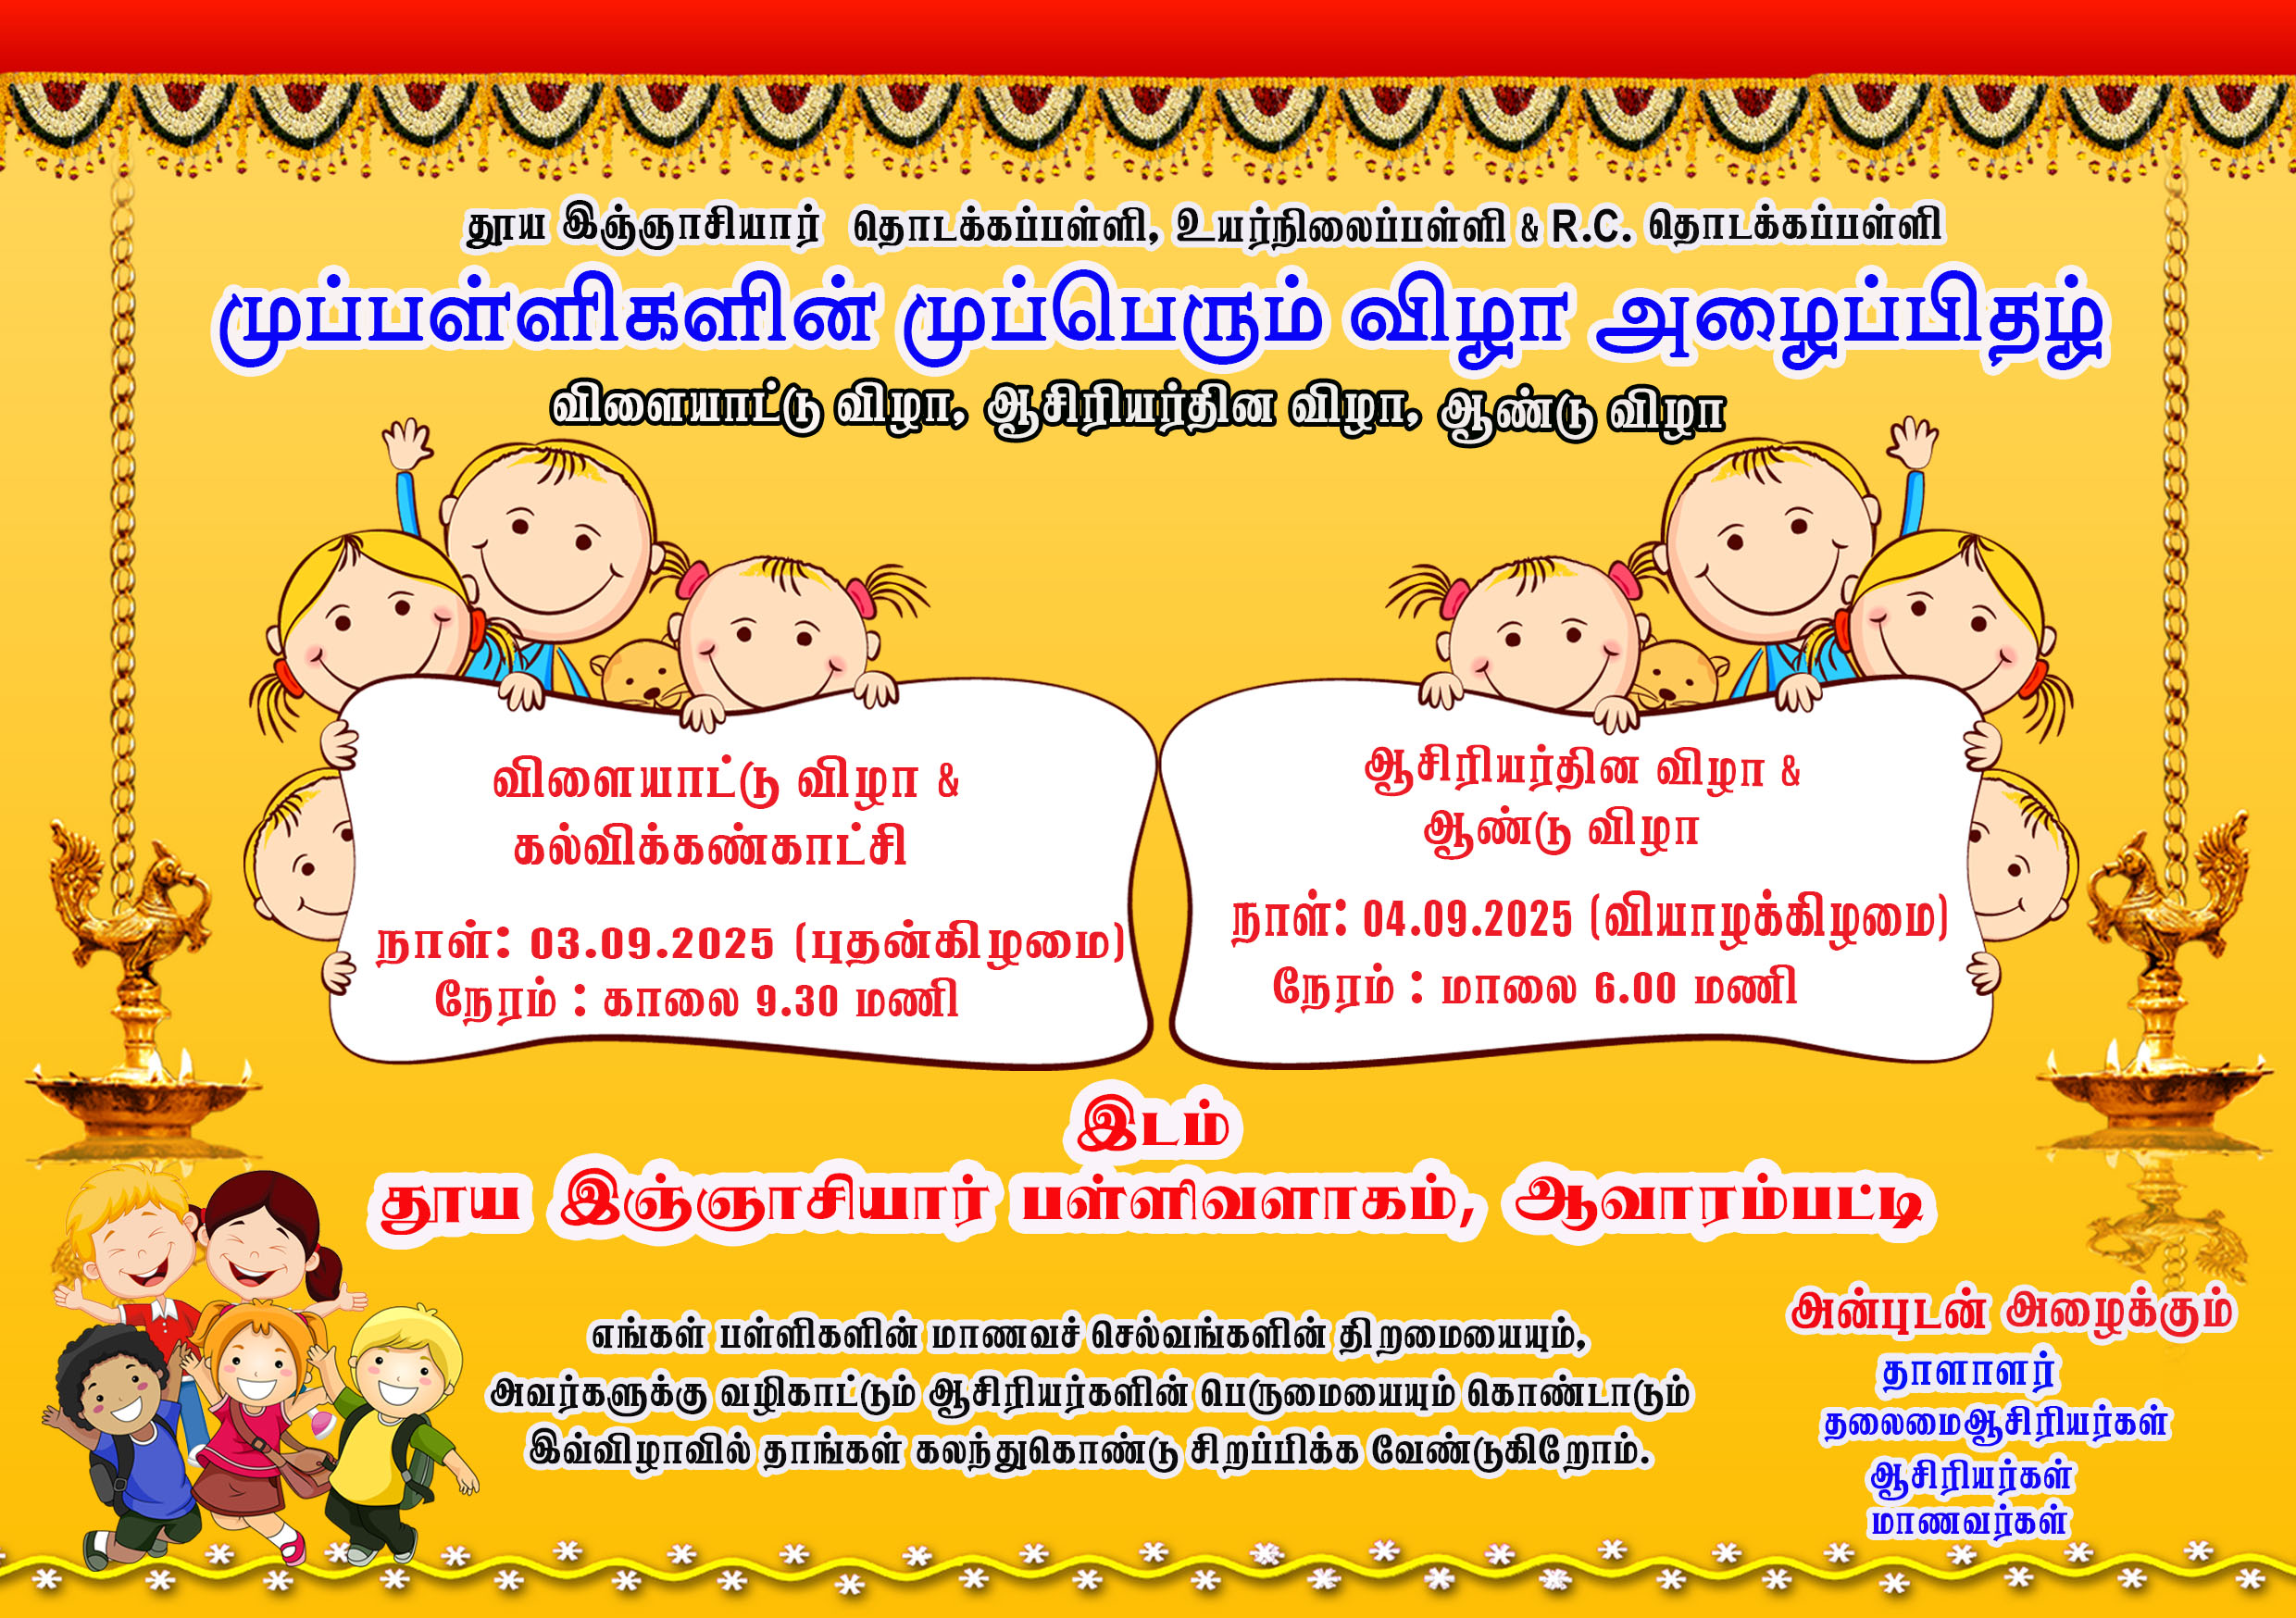 தூய இஞ்ஞாசியார் தொடக்கப்பள்ளி, உயர்நிலைப்பள்ளி & R.C. தொடக்கப்பள்ளி
முப்பள்ளிகளின் முப்பெரும் விழா அழைப்பிதழ்
விளையாட்டு விழா, ஆசிரியர்தின விழா, ஆண்டு விழா
விளையாட்டு விழா &
கல்விக்கண்காட்சி
நாள்: 03.09.2025 (புதன்கிழமை)
நேரம் : காலை 9.30 மணி
ஆசிரியர்தின விழா &
ஆண்டு விழா
நாள்: 04.09.2025 (வியாழக்கிழமை)
நேரம் : மாலை 6.00 மணி
இடம்
தூய இஞ்ஞாசியார் பள்ளிவளாகம், ஆவாரம்பட்டி
எங்கள் பள்ளிகளின் மாணவச் செல்வங்களின் திறமையையும்,
அவர்களுக்கு வழிகாட்டும் ஆசிரியர்களின் பெருமையையும் கொண்டாடும்
இவ்விழாவில் தாங்கள் கலந்துகொண்டு சிறப்பிக்க வேண்டுகிறோம்.
அன்புடன் அழைக்கும்
தாளாளர்
தலைமைஆசிரியர்கள்
ஆசிரியர்கள்
மாணவர்கள்